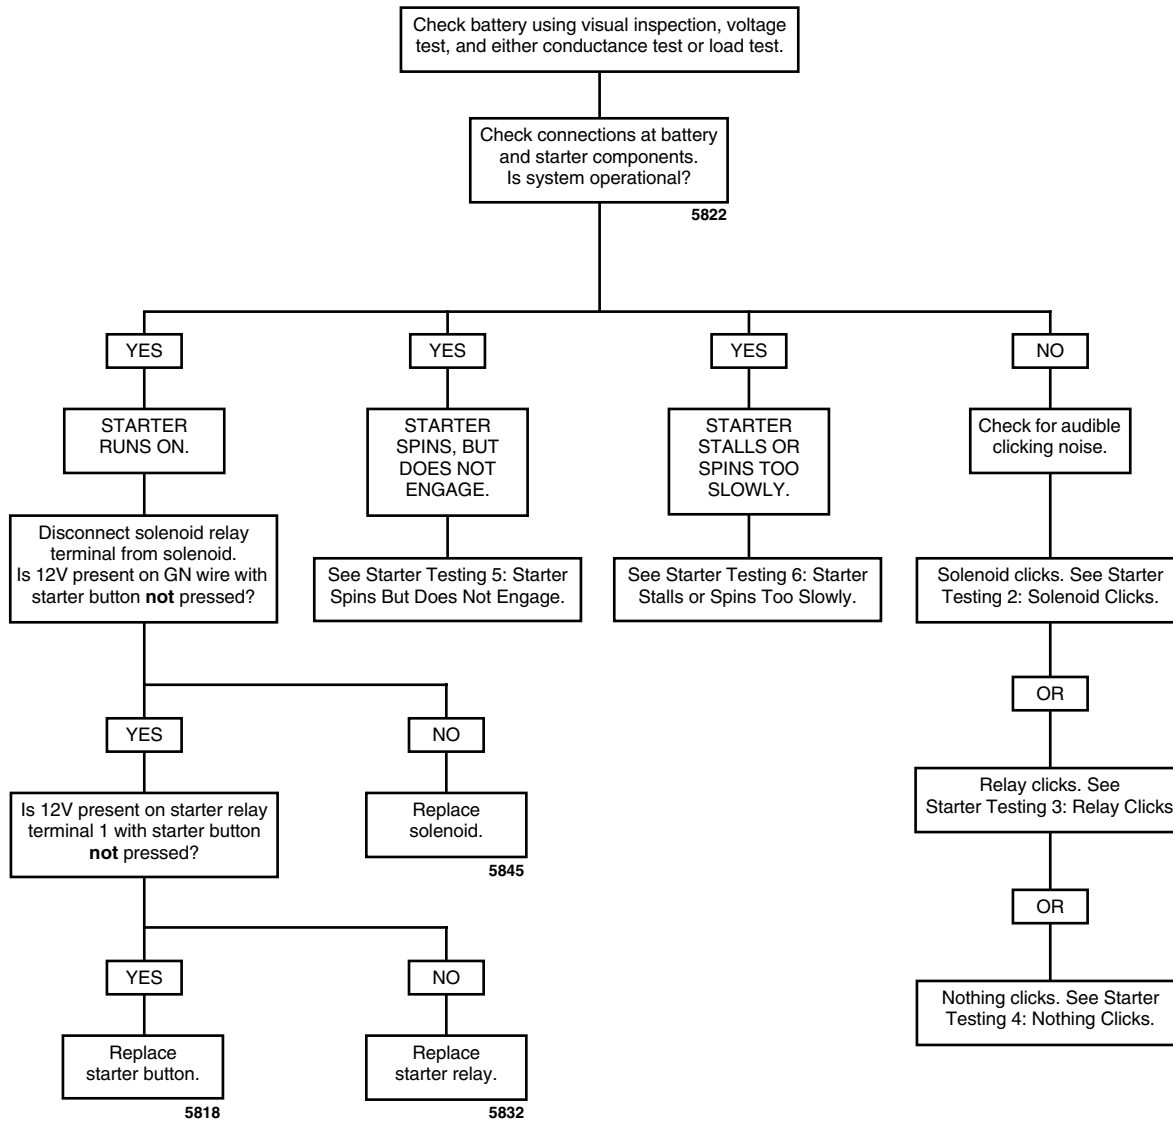 Check battery using visual inspection, voltage
test, and either conductance test or load test.
Check connections at battery
and starter components.
Is system operational?
5822
YES
YES
YES
NO
STARTER
RUNS ON.
STARTER
SPINS, BUT
DOES NOT
ENGAGE.
STARTER
STALLS OR
SPINS TOO
SLOWLY.
Check for audible
clicking noise.
Disconnect solenoid relay
terminal from solenoid.
Is 12V present on GN wire with
starter button not pressed?
See Starter Testing 5: Starter
Spins But Does Not Engage.
See Starter Testing 6: Starter
Stalls or Spins Too Slowly.
Solenoid clicks. See Starter
Testing 2: Solenoid Clicks.
OR
YES
NO
Relay clicks. See
Starter Testing 3: Relay Clicks
Is 12V present on starter relay
terminal 1 with starter button
not pressed?
Replace
solenoid.
5845
OR
YES
NO
Nothing clicks. See Starter
Testing 4: Nothing Clicks.
Replace
starter button.
5818
Replace
starter relay.
5832